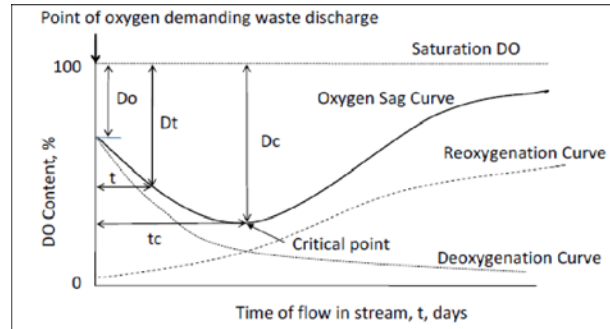 Point of oxygen demanding waste discharge
Saturation DO
100
Do
Oxygen Sag Curve
Dt
Dc
Reoxygenation Curve
t
DO Content, %
tc
Critical point
Deoxygenation Curve
0
Time of flow in stream, t, days